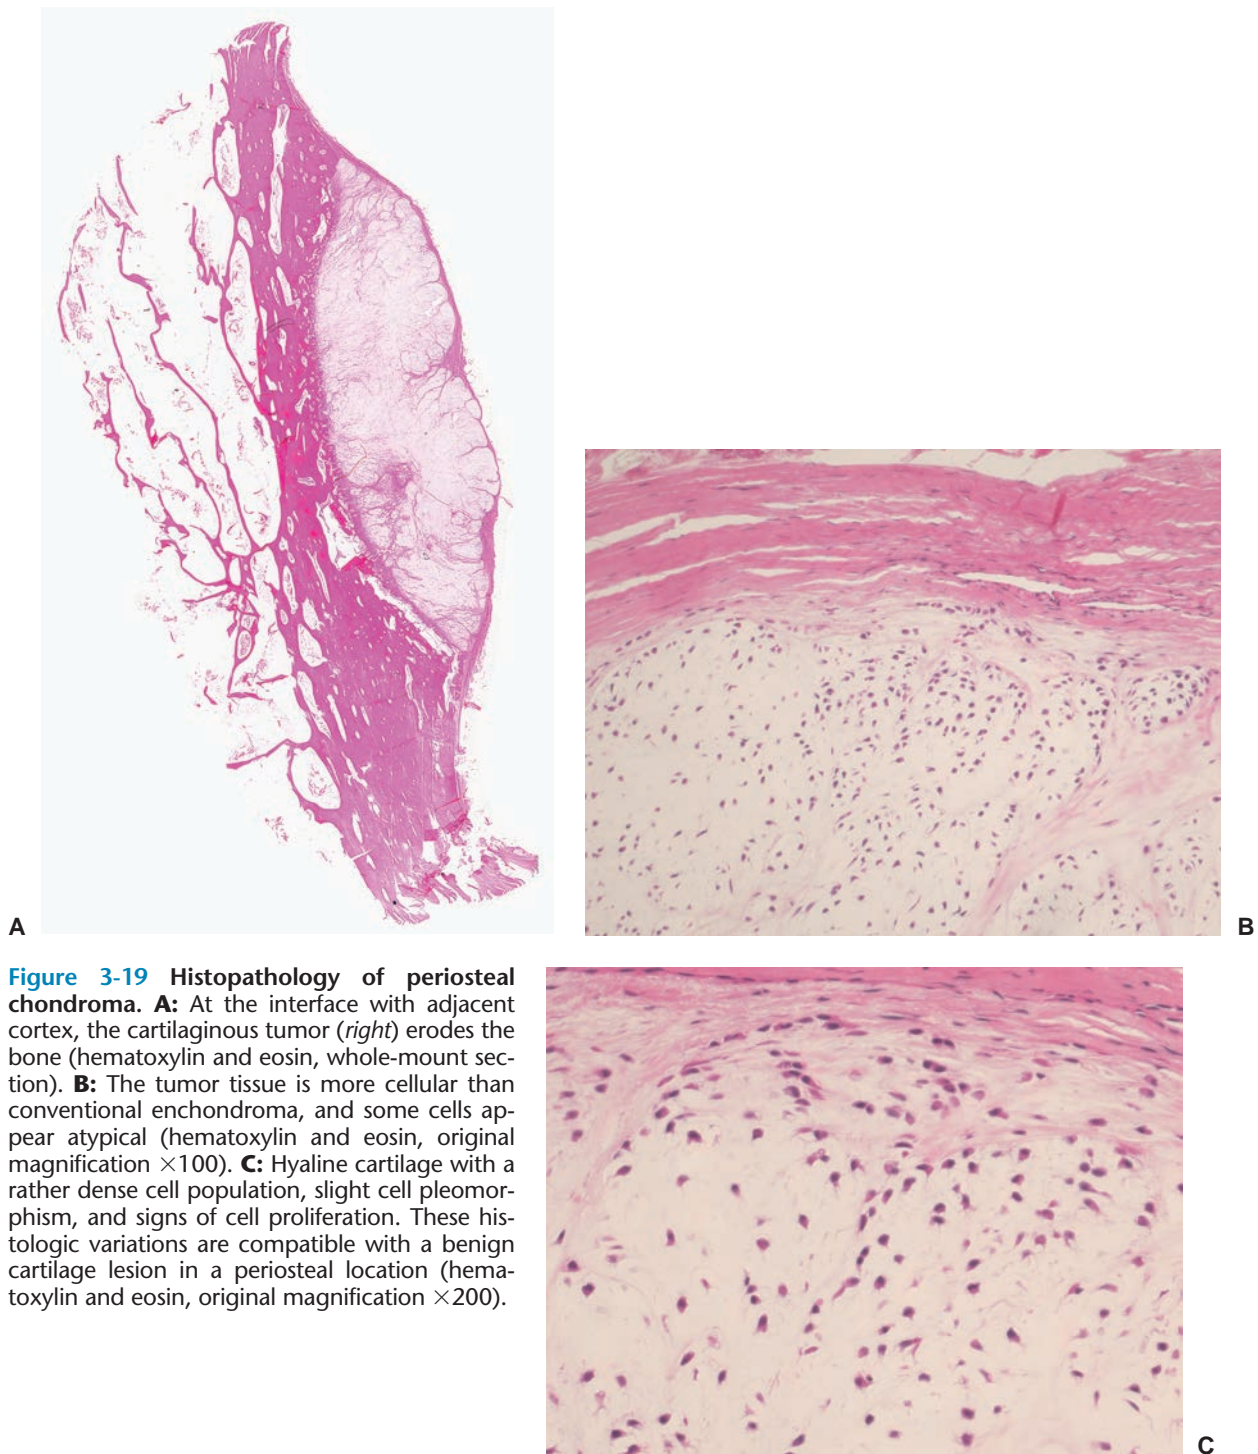 A
B
Figure 3-19 Histopathology of periosteal
chondroma. A: At the interface with adjacent
cortex, the cartilaginous tumor (right) erodes the
bone (hematoxylin and eosin, whole-mount sec-
tion). B: The tumor tissue is more cellular than
conventional enchondroma, and some cells ap-
pear atypical (hematoxylin and eosin, original
magnification ×100). C: Hyaline cartilage with a
rather dense cell population, slight cell pleomor-
phism, and signs of cell proliferation. These his-
tologic variations are compatible with a benign
cartilage lesion in a periosteal location (hema-
toxylin and eosin, original magnification ×200).
C